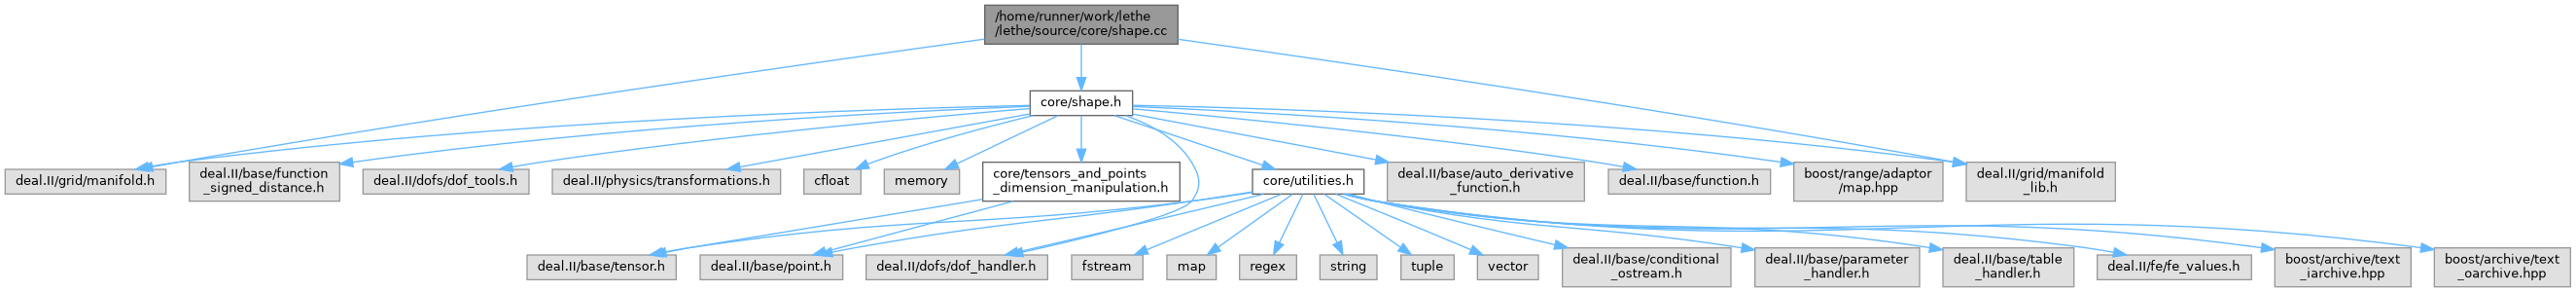 /home/runner/work/lethe
/lethe/source/core/shape.cc
core/shape.h
deal.II/grid/manifold.h
deal.II/base/function
_signed_distance.h
deal.II/dofs/dof_tools.h
deal.II/physics/transformations.h
cfloat
memory
core/tensors_and_points
_dimension_manipulation.h
core/utilities.h
deal.II/base/auto_derivative
_function.h
deal.II/base/function.h
boost/range/adaptor
/map.hpp
deal.II/grid/manifold
_lib.h
deal.II/base/tensor.h
deal.II/base/point.h
deal.II/dofs/dof_handler.h
fstream
map
regex
string
tuple
vector
deal.II/base/conditional
_ostream.h
deal.II/base/parameter
_handler.h
deal.II/base/table
_handler.h
deal.II/fe/fe_values.h
boost/archive/text
_iarchive.hpp
boost/archive/text
_oarchive.hpp